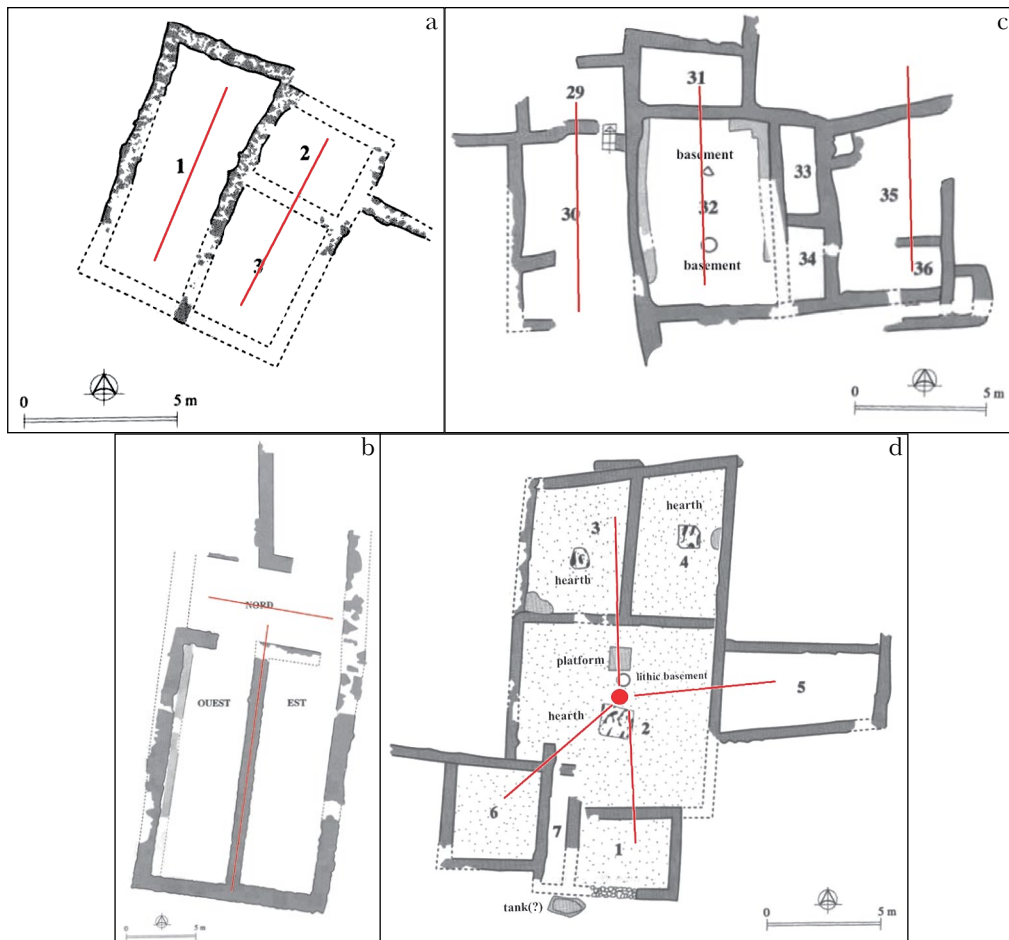 a
1
2
3
0
5 m
c
31
29
basement
33
32
35
30
basement
34
36
0
5 m
b
NORD
OUEST
EST
0
5 m
d
hearth
3
4
hearth
platform
lithic basement
5
hearth
2
6
7
1
tank(?)
0
5 m